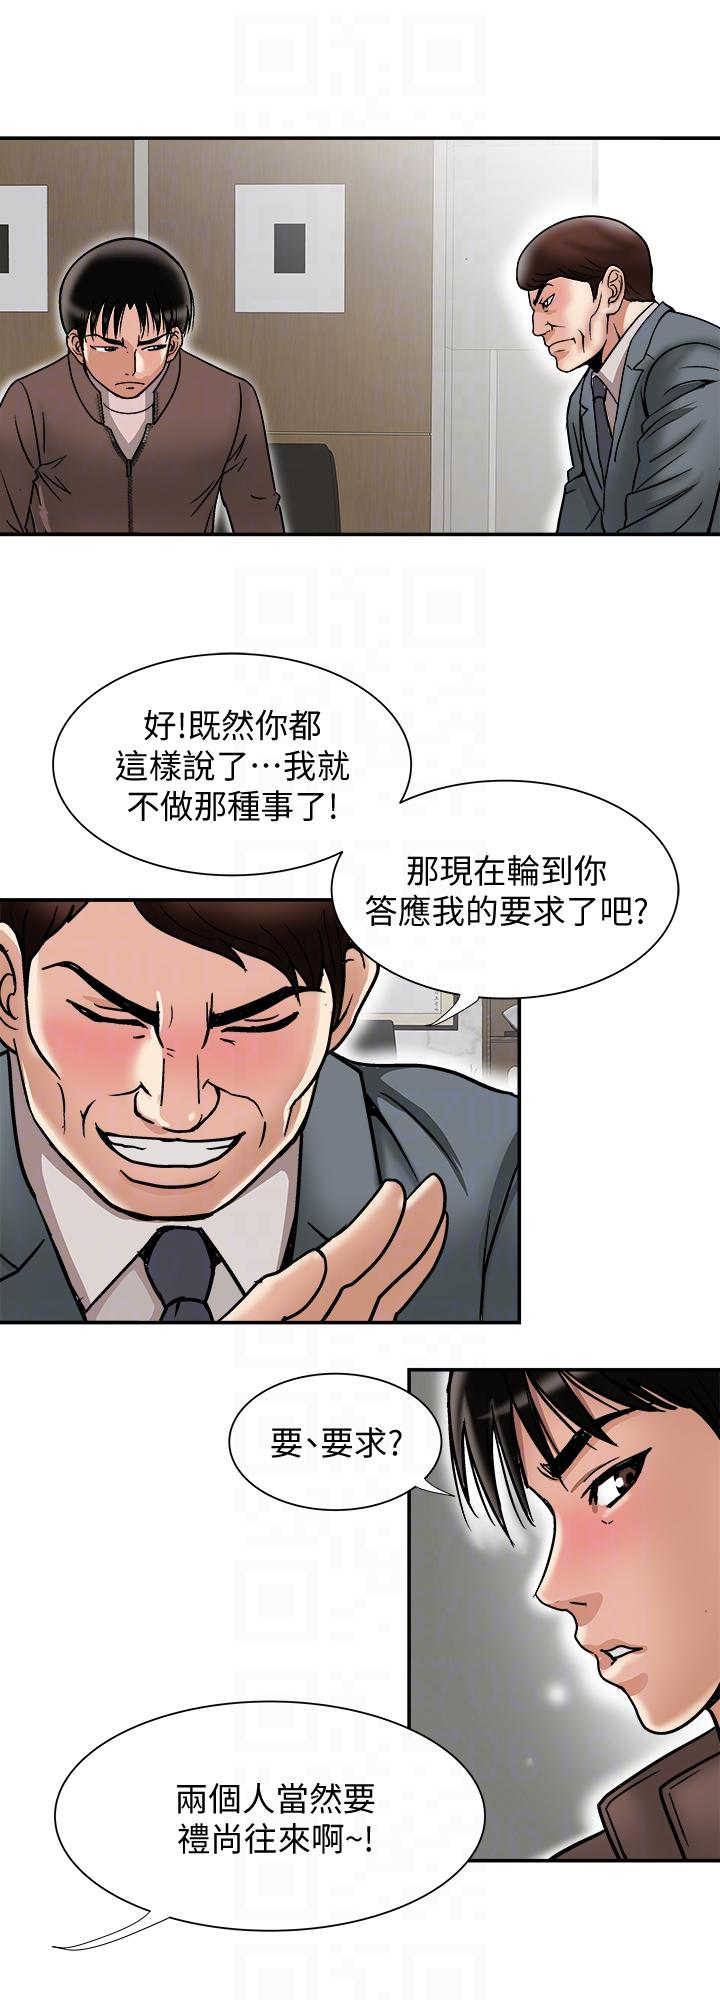 好!既然你都
這樣說了⋯我就
不做那種事了!
那現在輪到你
答應我的要求了吧?
要、要求?
兩個人當然要
禮尚往來啊~!